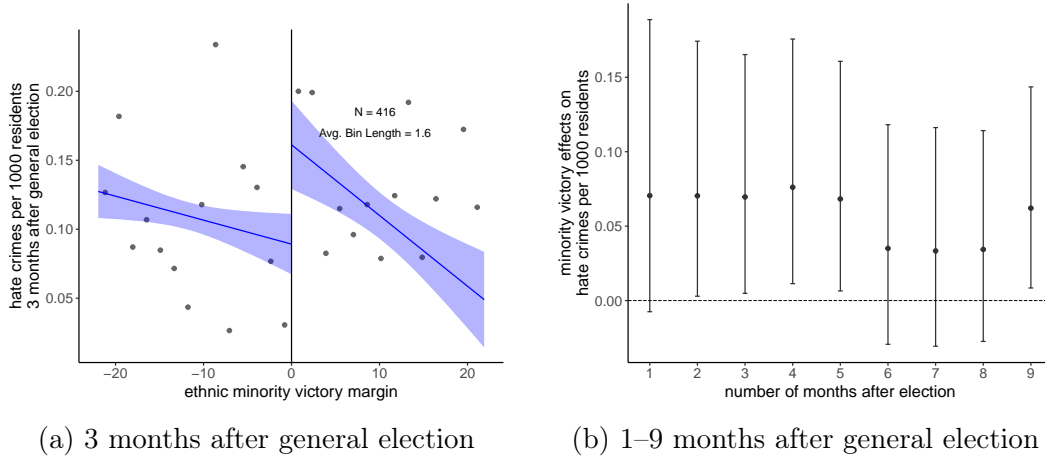 hate crimes per 1000 residents
3 months after general election
0.20
0.15
0.10
0.05
N = 416
Avg. Bin Length = 1.6
−20
−10
0
10
20
ethnic minority victory margin
(a) 3 months after general election
minority victory effects on
hate crimes per 1000 residents
0.15
0.10
0.05
0.00
1
2
3
4
5
6
7
8
9
number of months after election
(b) 1–9 months after general election